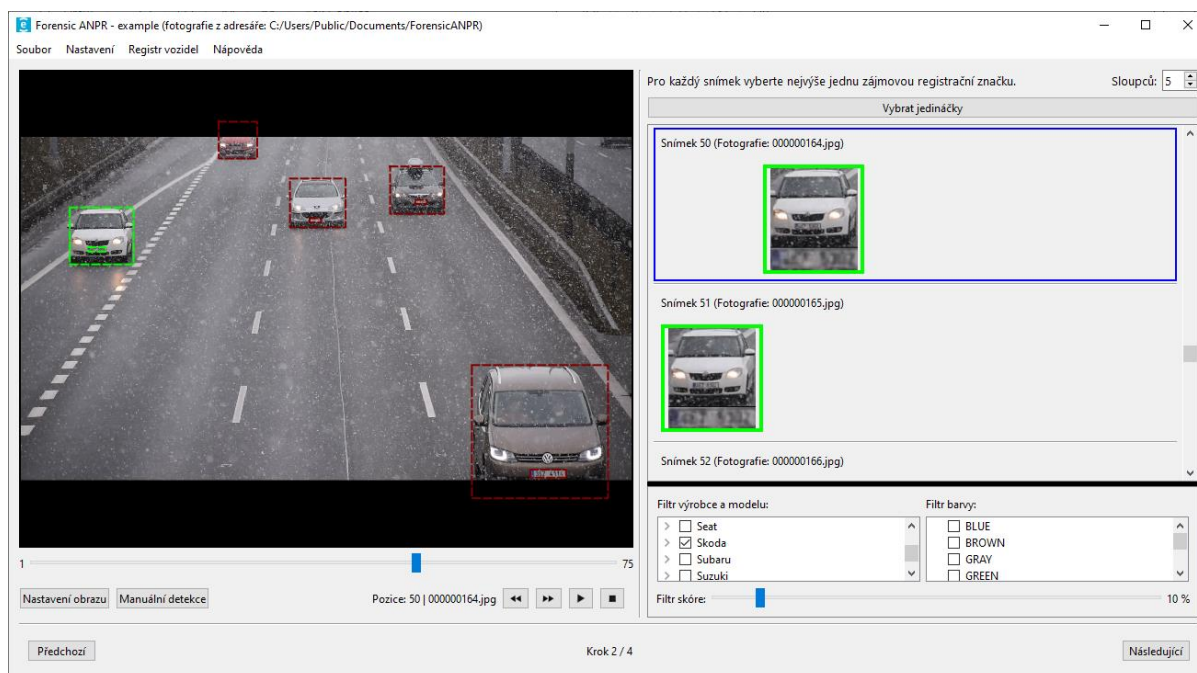 Forensic ANPR - example (fotografie z adresáře: C:/Users/Public/Documents/ForensicANPR)
Soubor Nastavení Registr vozidel Nápověda
Pro každý snímek vyberte nejvýše jednu zájmovou registrační značku. Sloupců: 5
Vybrat jedináčky
Snímek 50 (Fotografie: 000000164.jpg)
Snímek 51 (Fotografie: 000000165.jpg)
Snímek 52 (Fotografie: 000000166.jpg)
Filtr výrobce a modelu: Filtr barvy:
Seat BLUE
Skoda BROWN
Subaru GRAY
Suzuki GREEN
1 75
Nastavení obrazu Manuální detekce Pozice: 50 | 000000164.jpg
Filtr skóre: 10 %
Předchozí Krok 2 / 4 Následující